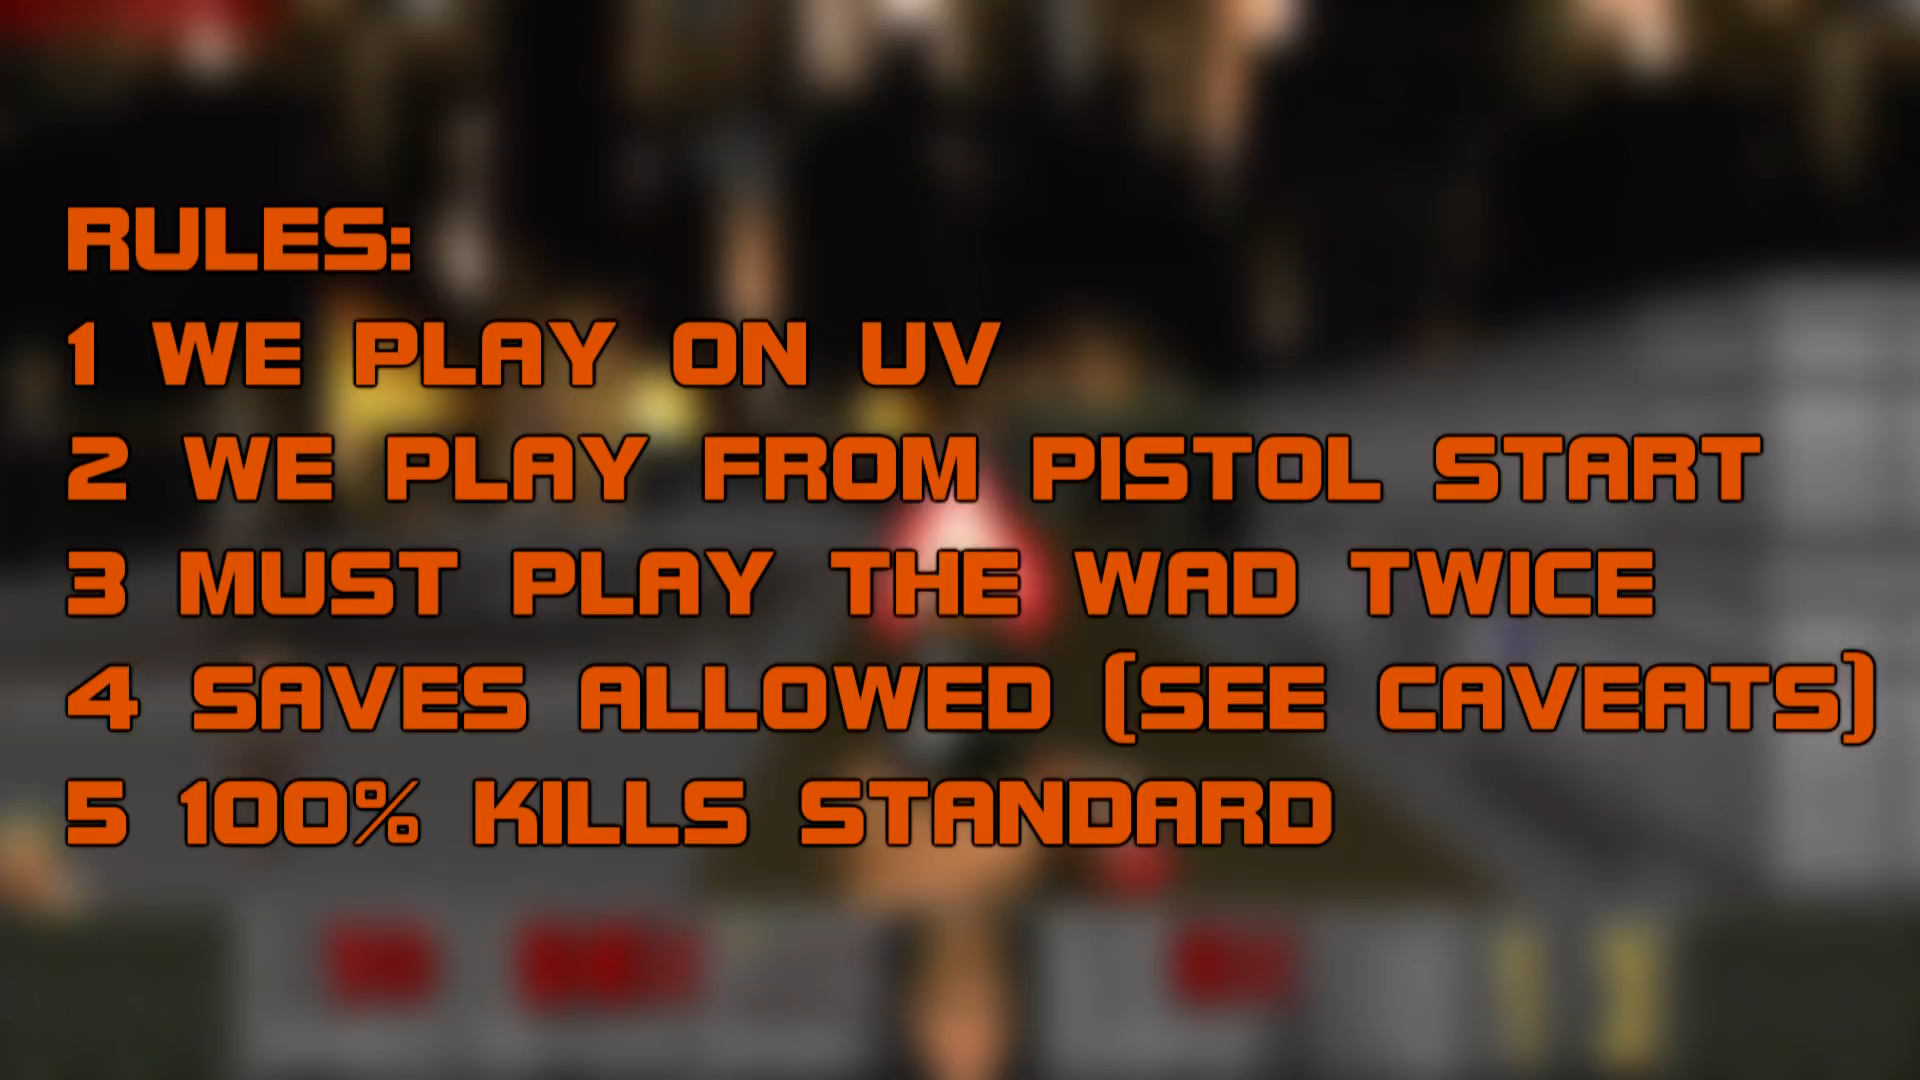 RULES:
1 WE PLAY ON UV
2 WE PLAY FROM PISTOL START
3 MUST PLAY THE WAD TWICE
4 SAVES ALLOWED (SEE CAVEATS)
5 100% KILLS STANDARD